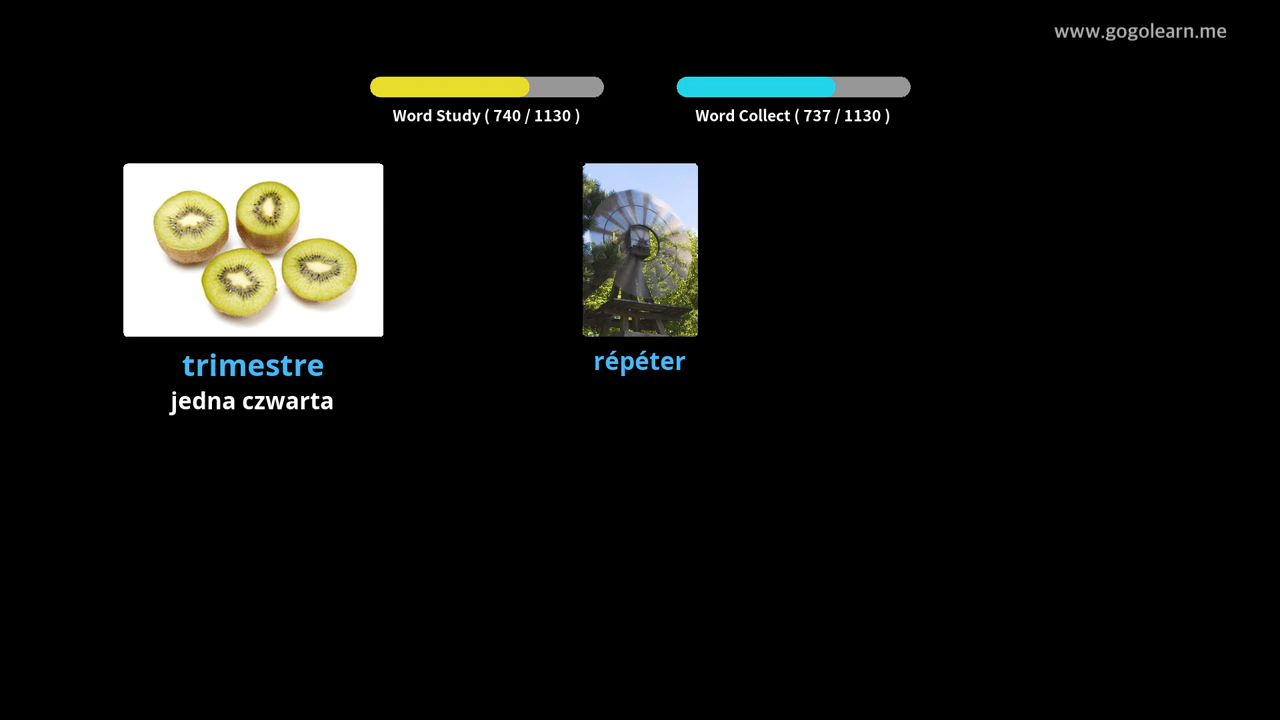 www.gogolearn.me
Word Study ( 740 / 1130 )
Word Collect ( 737 / 1130 )
trimestre
jedna czwarta
répéter